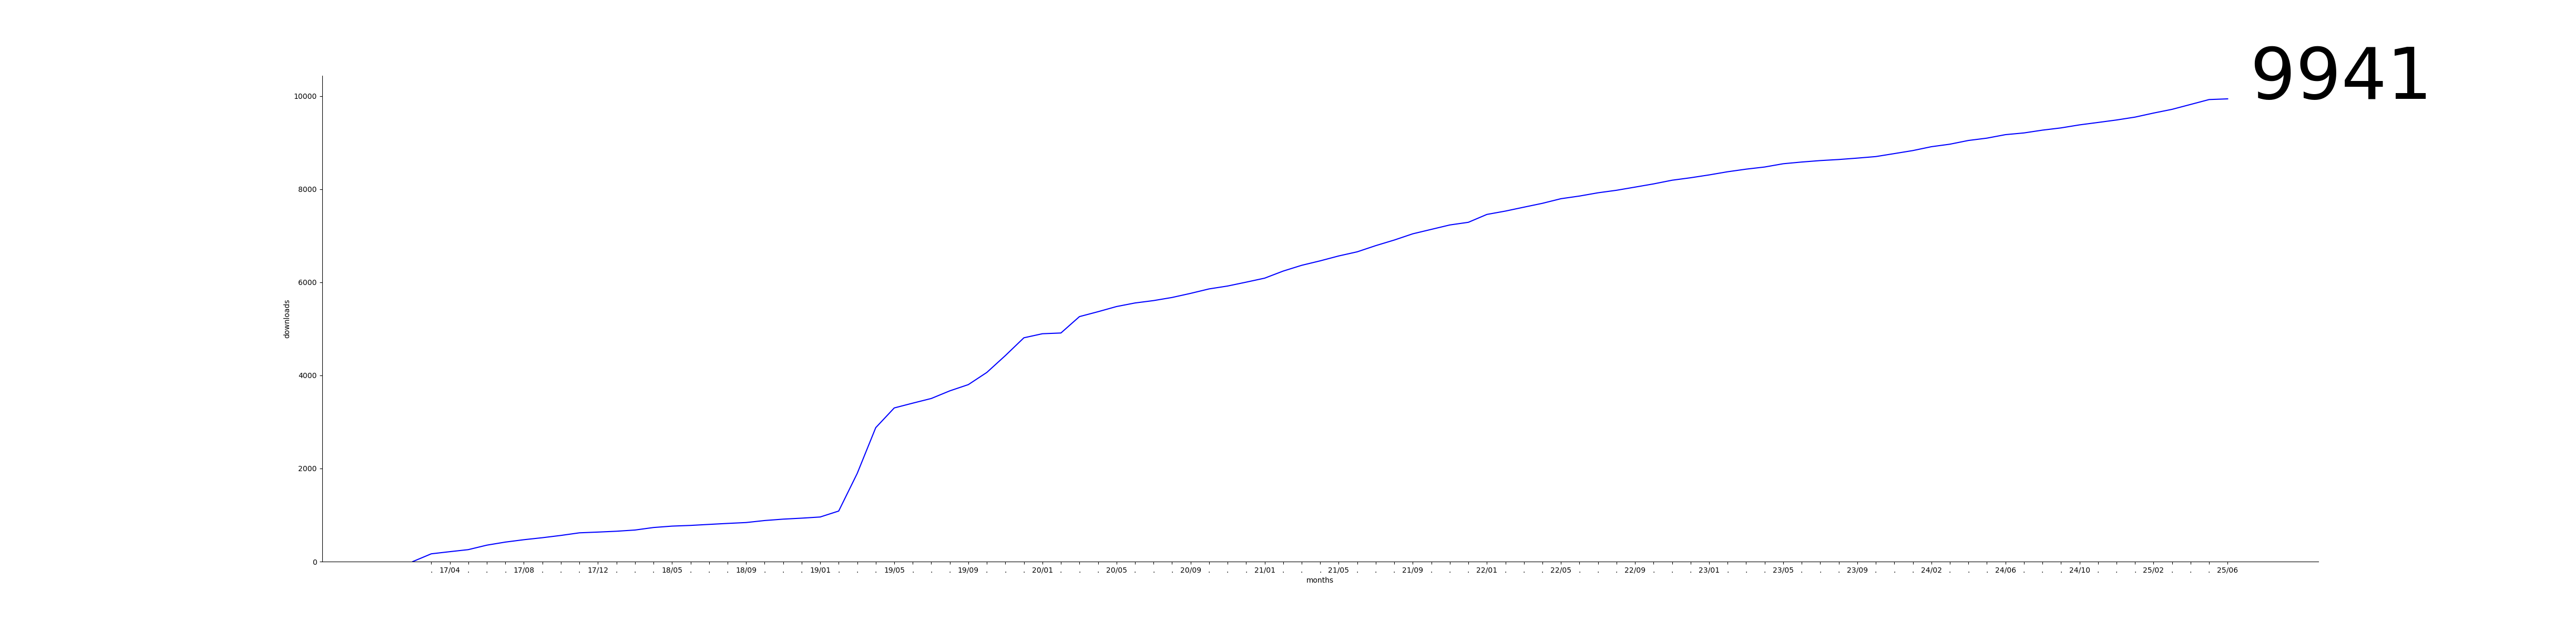 9941
10000
8000
6000
4000
2000
0
downloads
. 17/04 . . . 17/08 . . . 17/12 . . . 18/05 . . . 18/09 . . . 19/01 . . . 19/05 . . . 19/09 . . . 20/01 . . . 20/05 . . . 20/09 . . . 21/01 . . . 21/05 . . . 21/09 . . . 22/01 . . . 22/05 . . . 22/09 . . . 23/01 . . . 23/05 . . . 23/09 . . . 24/02 . . . 24/06 . . . 24/10 . . . 25/02 . . . 25/06
months